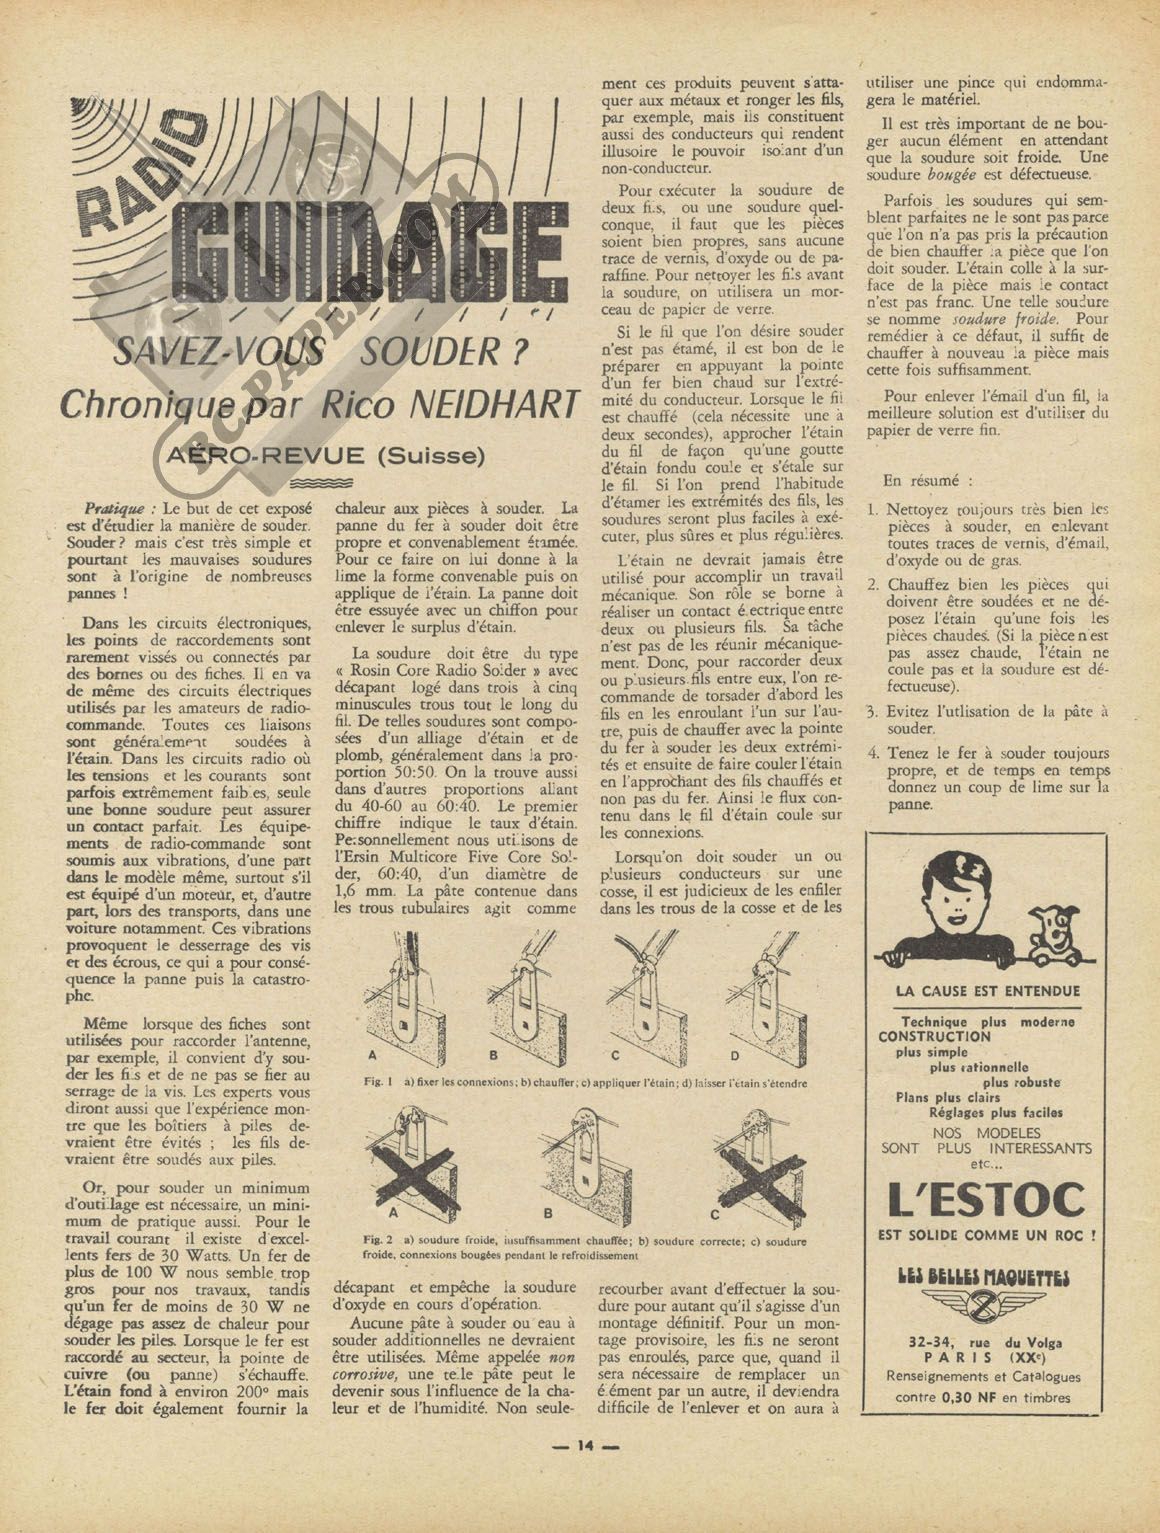 RADIO
GUIDAGE
SAVEZ-VOUS SOUDER ?
Chronique par Rico NEIDHART
AÉRO-REVUE (Suisse)
RCPAPER.COM
Pratique : Le but de cet exposé
est d'étudier la manière de souder.
Souder ? mais c'est très simple et
pourtant les mauvaises soudures
sont à l'origine de nombreuses
pannes !
Dans les circuits électroniques,
les points de raccordements sont
rarement vissés ou connectés par
des bornes ou des fiches. Il en va
de même des circuits électriques
utilisés par les amateurs de radio-
commande. Toutes ces liaisons
sont généralement soudées à
l'étain. Dans les circuits radio où
les tensions et les courants sont
parfois extrêmement faibles, seule
une bonne soudure peut assurer
un contact parfait. Les équipe-
ments de radio-commande sont
soumis aux vibrations, d'une part
dans le modèle même, surtout s'il
est équipé d'un moteur, et, d'autre
part, lors des transports, dans une
voiture notamment. Ces vibrations
provoquent le desserrage des vis
et des écrous, ce qui a pour consé-
quence la panne puis la catastro-
phe.
Même lorsque des fiches sont
utilisées pour raccorder l'antenne,
par exemple, il convient d'y sou-
der les fils et de ne pas se fier au
serrage de la vis. Les experts vous
diront aussi que l'expérience mon-
tre que les boîtiers à piles de-
vraient être évités ; les fils de-
vraient être soudés aux piles.
Or, pour souder un minimum
d'outillage est nécessaire, un mini-
mum de pratique aussi. Pour le
travail courant il existe d'excel-
lents fers de 30 Watts. Un fer de
plus de 100 W nous semble trop
gros pour nos travaux, tandis
qu'un fer de moins de 30 W ne
dégage pas assez de chaleur pour
souder les piles. Lorsque le fer est
raccordé au secteur, la pointe de
cuivre (ou panne) s'échauffe.
L'étain fond à environ 200° mais
le fer doit également fournir la
chaleur aux pièces à souder. La
panne du fer à souder doit être
propre et convenablement étamée.
Pour ce faire on lui donne à la
lime la forme convenable puis on
applique de l'étain. La panne doit
être essuyée avec un chiffon pour
enlever le surplus d'étain.
La soudure doit être du type
« Rosin Core Radio Solder » avec
décapant logé dans trois à cinq
minuscules trous tout le long du
fil. De telles soudures sont compo-
sées d'un alliage d'étain et de
plomb, généralement dans la pro-
portion 50:50. On la trouve aussi
dans d'autres proportions allant
du 40-60 au 60:40. Le premier
chiffre indique le taux d'étain.
Personnellement nous utilisons de
l'Ersin Multicore Five Core Sol-
der, 60:40, d'un diamètre de
1,6 mm. La pâte contenue dans
les trous tubulaires agit comme
A B C D
Fig. 1 a) fixer les connexions; b) chauffer; c) appliquer l'étain; d) laisser l'étain s'étendre
A B C
Fig. 2 a) soudure froide, insuffisamment chauffée; b) soudure correcte; c) soudure
froide, connexions bougées pendant le refroidissement
décapant et empêche la soudure
d'oxyde en cours d'opération.
Aucune pâte à souder ou eau à
souder additionnelles ne devraient
être utilisées. Même appelée non
corrosive, une telle pâte peut le
devenir sous l'influence de la cha-
leur et de l'humidité. Non seule-
ment ces produits peuvent s'atta-
quer aux métaux et ronger les fils,
par exemple, mais ils constituent
aussi des conducteurs qui rendent
illusoire le pouvoir isolant d'un
non-conducteur.
Pour exécuter la soudure de
deux fils, ou une soudure quel-
conque, il faut que les pièces
soient bien propres, sans aucune
trace de vernis, d'oxyde ou de pa-
raffine. Pour nettoyer les fils avant
la soudure, on utilisera un mor-
ceau de papier de verre.
Si le fil que l'on désire souder
n'est pas étamé, il est bon de le
préparer en appuyant la pointe
d'un fer bien chaud sur l'extré-
mité du conducteur. Lorsque le fil
est chauffé (cela nécessite une à
deux secondes), approcher l'étain
du fil de façon qu'une goutte
d'étain fondu coule et s'étale sur
le fil. Si l'on prend l'habitude
d'étamer les extrémités des fils, les
soudures seront plus faciles à exé-
cuter, plus sûres et plus régulières.
L'étain ne devrait jamais être
utilisé pour accomplir un travail
mécanique. Son rôle se borne à
réaliser un contact électrique entre
deux ou plusieurs fils. Sa tâche
n'est pas de les réunir mécanique-
ment. Donc, pour raccorder deux
ou plusieurs fils entre eux, l'on re-
commande de torsader d'abord les
fils en les enroulant l'un sur l'au-
tre, puis de chauffer avec la pointe
du fer à souder les deux extrémi-
tés et ensuite de faire couler l'étain
en l'approchant des fils chauffés et
non pas du fer. Ainsi le flux con-
tenu dans le fil d'étain coule sur
les connexions.
Lorsqu'on doit souder un ou
plusieurs conducteurs sur une
cosse, il est judicieux de les enfiler
dans les trous de la cosse et de les
recourber avant d'effectuer la sou-
dure pour autant qu'il s'agisse d'un
montage définitif. Pour un mon-
tage provisoire, les fils ne seront
pas enroulés, parce que, quand il
sera nécessaire de remplacer un
élément par un autre, il deviendra
difficile de l'enlever et on aura à
utiliser une pince qui endomma-
gera le matériel.
Il est très important de ne bou-
ger aucun élément en attendant
que la soudure soit froide. Une
soudure bougée est défectueuse.
Parfois les soudures qui sem-
blent parfaites ne le sont pas parce
que l'on n'a pas pris la précaution
de bien chauffer la pièce que l'on
doit souder. L'étain colle à la sur-
face de la pièce mais le contact
n'est pas franc. Une telle soudure
se nomme soudure froide. Pour
remédier à ce défaut, il suffit de
chauffer à nouveau la pièce mais
cette fois suffisamment.
Pour enlever l'émail d'un fil, la
meilleure solution est d'utiliser du
papier de verre fin.
En résumé :
1. Nettoyez toujours très bien les
pièces à souder, en enlevant
toutes traces de vernis, d'émail,
d'oxyde ou de gras.
2. Chauffez bien les pièces qui
doivent être soudées et ne dé-
posez l'étain qu'une fois les
pièces chaudes. (Si la pièce n'est
pas assez chaude, l'étain ne
coule pas et la soudure est dé-
fectueuse).
3. Evitez l'utlisation de la pâte à
souder.
4. Tenez le fer à souder toujours
propre, et de temps en temps
donnez un coup de lime sur la
panne.
LA CAUSE EST ENTENDUE
Technique plus moderne
CONSTRUCTION
plus simple
plus rationnelle
plus robuste
Plans plus clairs
Réglages plus faciles
NOS MODELES
SONT PLUS INTERESSANTS
etc...
L'ESTOC
EST SOLIDE COMME UN ROC !
LES BELLES MAQUETTES
32-34, rue du Volga
PARIS (XXe)
Renseignements et Catalogues
contre 0,30 NF en timbres
— 14 —